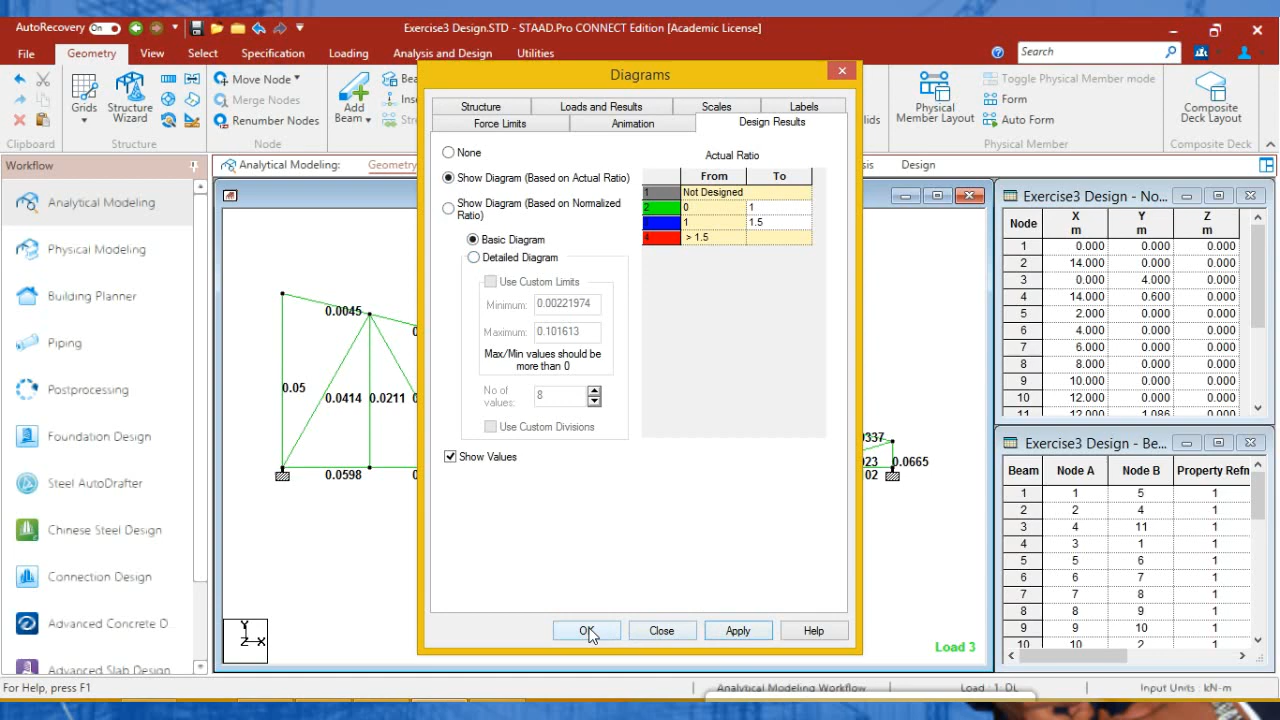 AutoRecovery On
Exercise3 Design.STD - STAAD.Pro CONNECT Edition [Academic License]
File Geometry View Select Specification Loading Analysis and Design Utilities
Search
Grids
Structure Wizard
Move Node
Merge Nodes
Renumber Nodes
Add Beam
Physical Member Layout
Toggle Physical Member mode
Form
Auto Form
Composite Deck Layout
Clipboard
Structure
Node
Physical Member
Composite Deck
Workflow
Analytical Modeling:
Design
Analytical Modeling
Physical Modeling
Building Planner
Piping
Postprocessing
Foundation Design
Steel AutoDrafter
Chinese Steel Design
Connection Design
Advanced Concrete D
Advanced Slab Design
0.0045
0.05
0.0414 0.0211
0.0598
0.0665
Y
Z X
Load 3
Diagrams
Structure Loads and Results Scales Labels
Force Limits Animation Design Results
None
Show Diagram (Based on Actual Ratio)
Show Diagram (Based on Normalized Ratio)
Basic Diagram
Detailed Diagram
Use Custom Limits
Minimum: 0.00221974
Maximum: 0.101613
Max/Min values should be
more than 0
No of
values: 8
Use Custom Divisions
Show Values
Actual Ratio
From To
1 Not Designed
2 0 1
1 1.5
4 > 1.5
OK Close Apply Help
Exercise3 Design - No...
Node X m Y m Z m
1 0.000 0.000 0.000
2 14.000 0.000 0.000
3 0.000 4.000 0.000
4 14.000 0.600 0.000
5 2.000 0.000 0.000
6 4.000 0.000 0.000
7 6.000 0.000 0.000
8 8.000 0.000 0.000
9 10.000 0.000 0.000
10 12.000 0.000 0.000
11 12.000 1.086 0.000
Exercise3 Design - Be...
Beam Node A Node B Property Refn
1 1 5 1
2 2 4 1
3 4 11 1
4 3 1 1
5 5 6 1
6 6 7 1
7 7 8 1
8 8 9 1
9 9 10 1
10 10 2 1
For Help, press F1
Analytical Modeling Workflow
Load : 1: DL
Input Units : kN-m